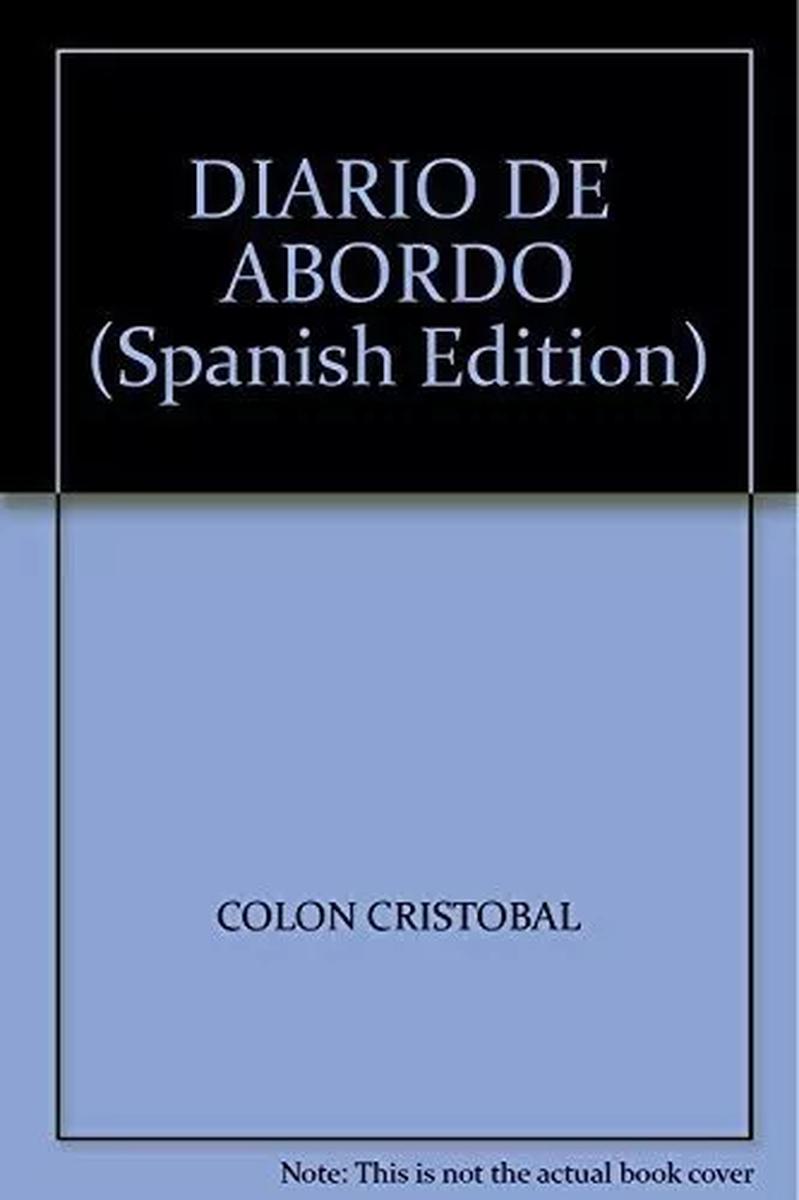 DIARIO DE
ABORDO
(Spanish Edition)
COLON CRISTOBAL
Note: This is not the actual book cover